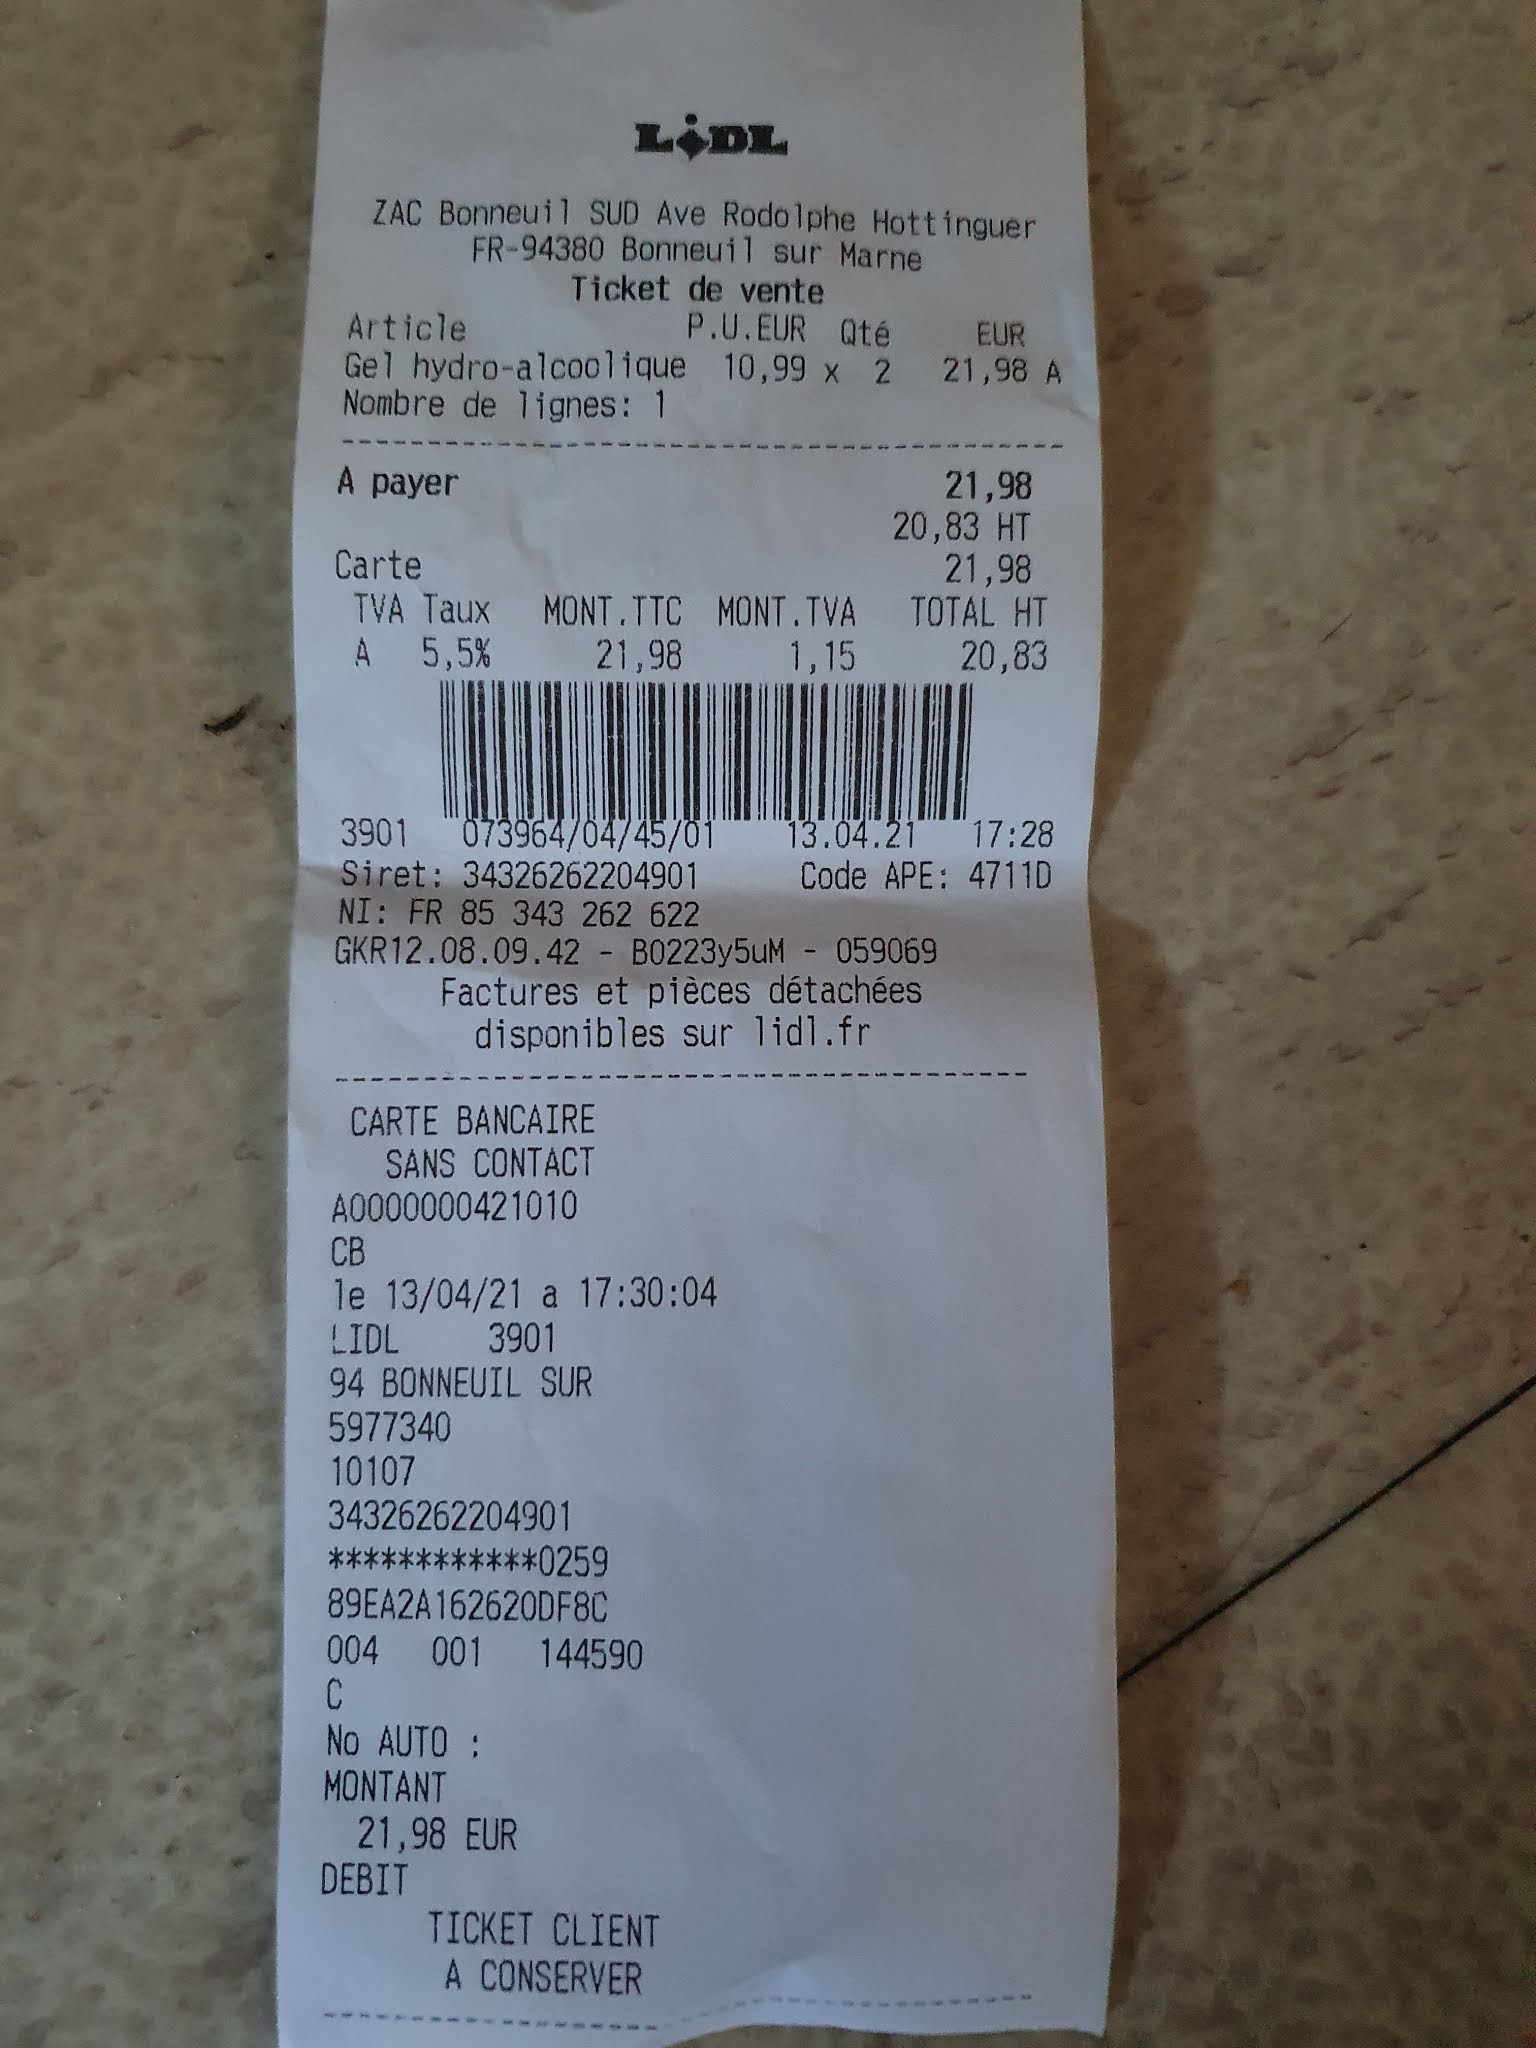 LiDL
ZAC Bonneuil SUD Ave Rodolphe Hottinguer
FR-94380 Bonneuil sur Marne
Ticket de vente
Article P.U.EUR Qté EUR
Gel hydro-alcoolique 10,99 x 2 21,98 A
Nombre de lignes: 1
A payer 21,98
20,83 HT
Carte 21,98
TVA Taux MONT.TTC MONT.TVA TOTAL HT
A 5,5% 21,98 1,15 20,83
3901 073964/04/45/01 13.04.21 17:28
Siret: 34326262204901 Code APE: 4711D
NI: FR 85 343 262 622
GKR12.08.09.42 - B0223y5uM - 059069
Factures et pièces détachées
disponibles sur lidl.fr
CARTE BANCAIRE
SANS CONTACT
A0000000421010
CB
le 13/04/21 a 17:30:04
LIDL 3901
94 BONNEUIL SUR
5977340
10107
34326262204901
************0259
89EA2A162620DF8C
004 001 144590
C
No AUTO :
MONTANT
21,98 EUR
DEBIT
TICKET CLIENT
A CONSERVER